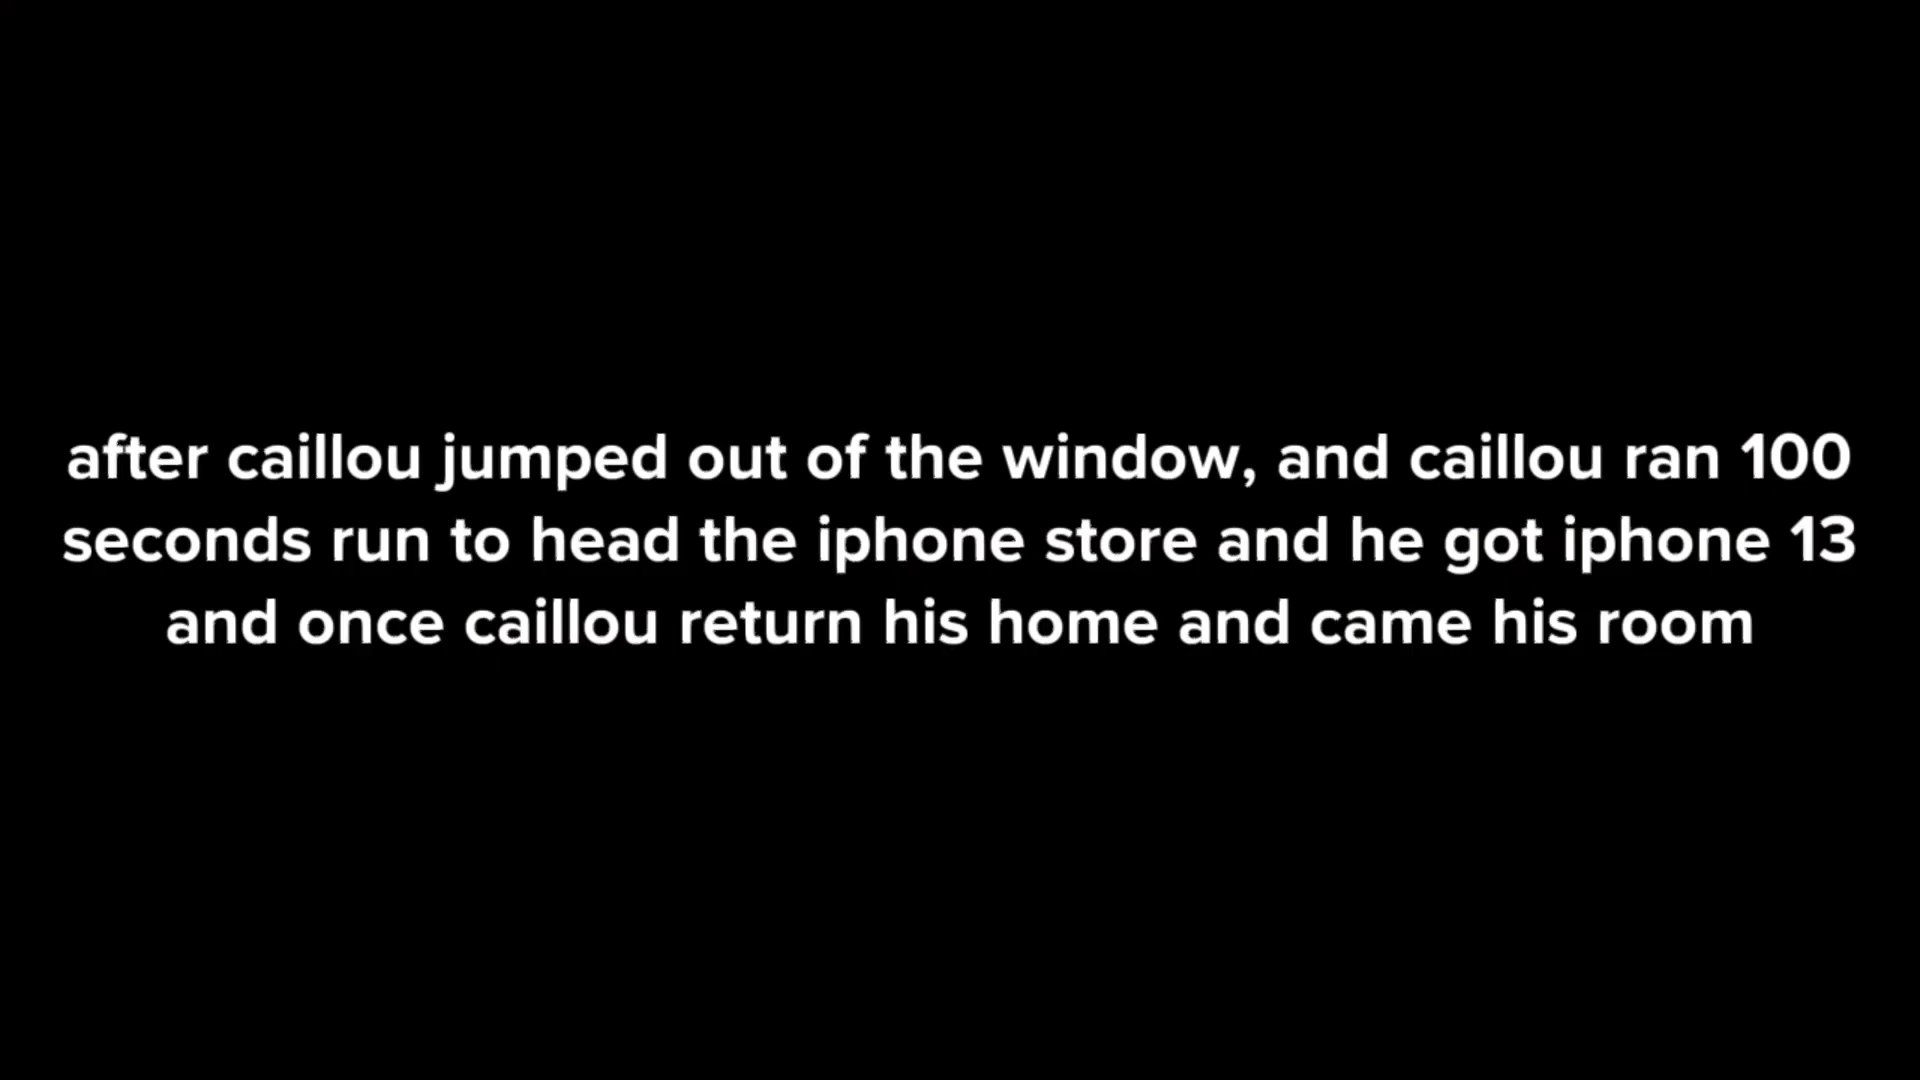 after caillou jumped out of the window, and caillou ran 100
seconds run to head the iphone store and he got iphone 13
and once caillou return his home and came his room